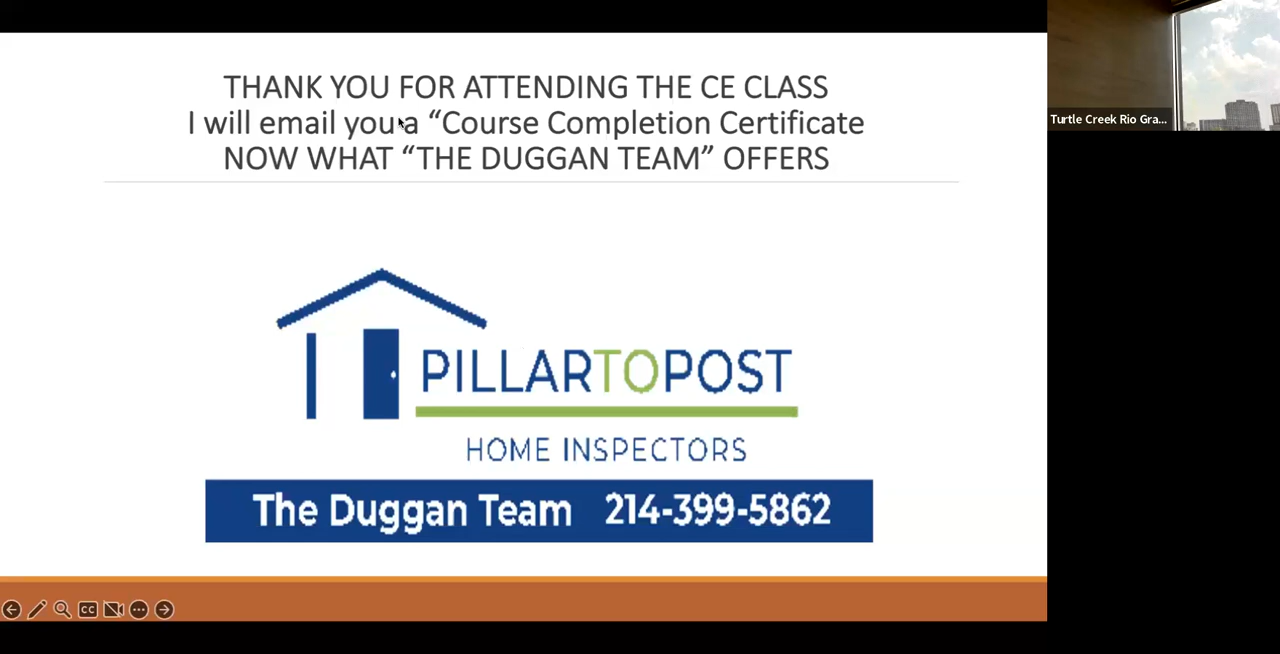 THANK YOU FOR ATTENDING THE CE CLASS
I will email you a “Course Completion Certificate
NOW WHAT “THE DUGGAN TEAM” OFFERS
PILLARTOPOST
HOME INSPECTORS
The Duggan Team 214-399-5862
CC
Turtle Creek Rio Gra...